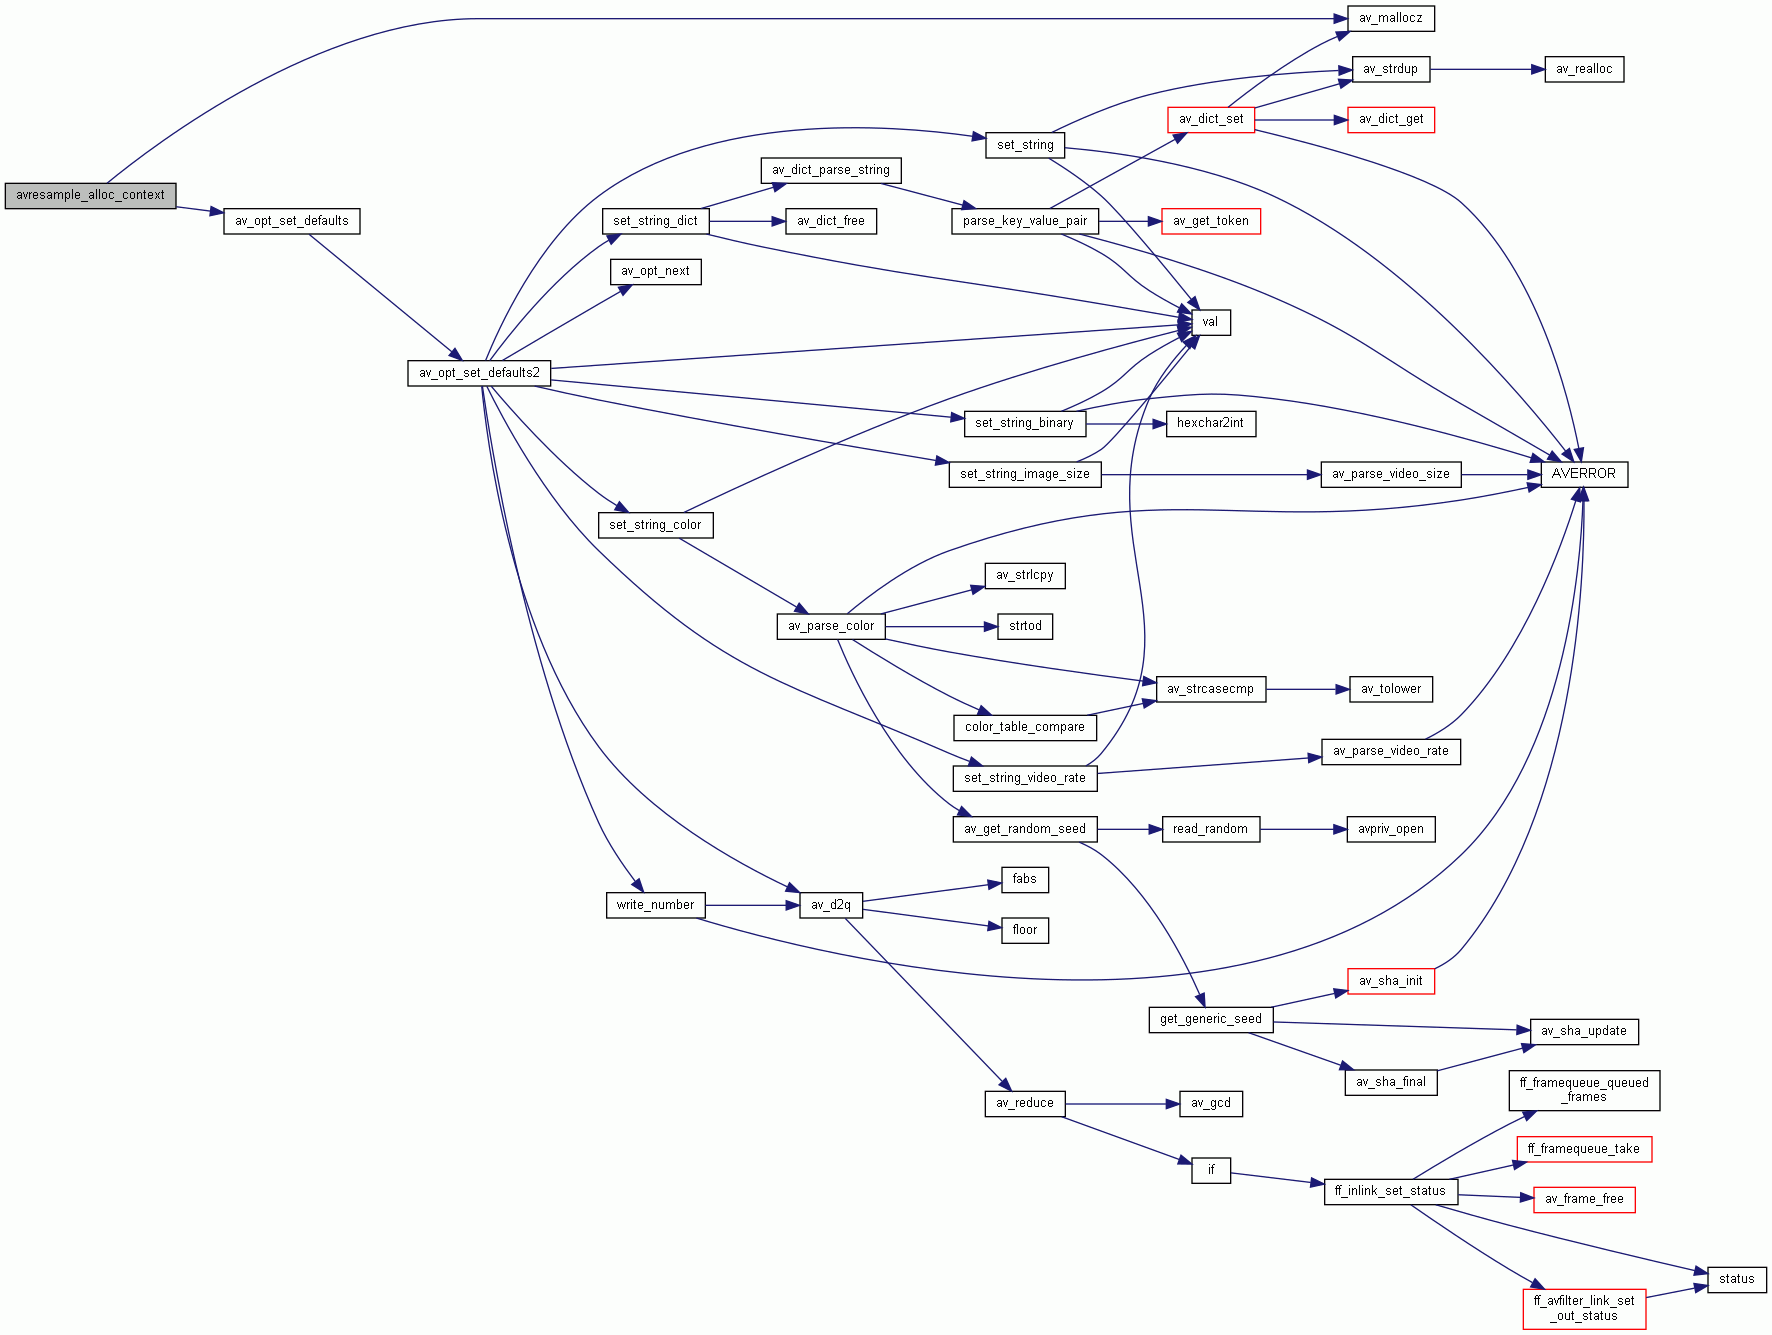 av_mallocz
av_strdup
av_realloc
av_dict_set
av_dict_get
set_string
av_dict_parse_string
avresample_alloc_context
av_opt_set_defaults
set_string_dict
av_dict_free
parse_key_value_pair
av_get_token
av_opt_next
val
av_opt_set_defaults2
set_string_binary
hexchar2int
set_string_image_size
av_parse_video_size
AVERROR
set_string_color
av_strlcpy
av_parse_color
strtod
av_strcasecmp
av_tolower
color_table_compare
av_parse_video_rate
set_string_video_rate
av_get_random_seed
read_random
avpriv_open
fabs
write_number
av_d2q
floor
av_sha_init
get_generic_seed
av_sha_update
av_sha_final
ff_framequeue_queued
_frames
av_reduce
av_gcd
ff_framequeue_take
if
ff_inlink_set_status
av_frame_free
status
ff_avfilter_link_set
_out_status